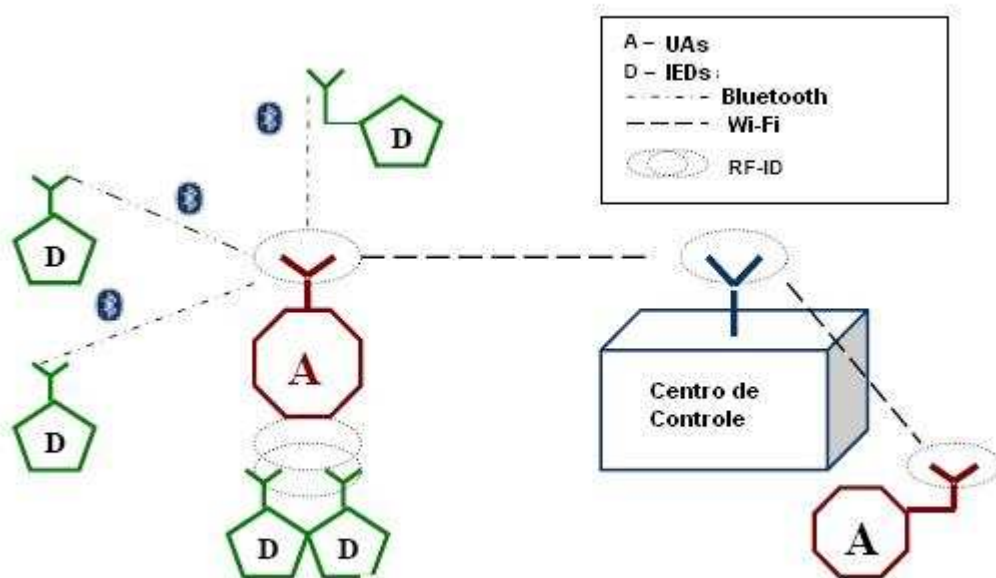 A – UAs
D – IEDs
Bluetooth
Wi-Fi
RF-ID
D
D
D
A
Centro de
Controle
D D
A